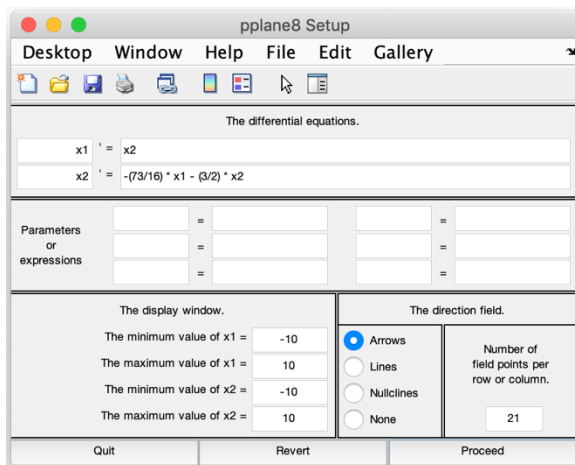 pplane8 Setup
Desktop Window Help File Edit Gallery
The differential equations.
x1 ' = x2
x2 ' = -(73/16) * x1 - (3/2) * x2
Parameters
or
expressions
= =
= =
= =
The display window.
The minimum value of x1 = -10
The maximum value of x1 = 10
The minimum value of x2 = -10
The maximum value of x2 = 10
The direction field.
Arrows
Lines
Nullclines
None
Number of
field points per
row or column.
21
Quit Revert Proceed